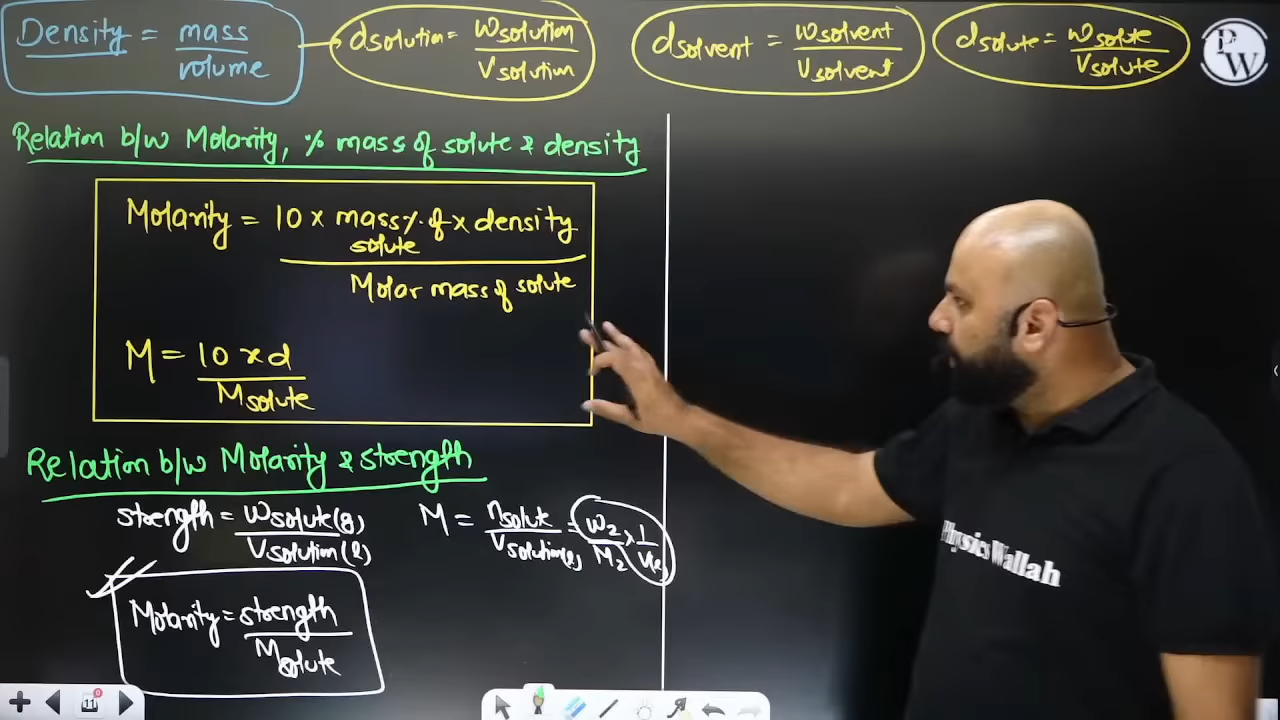 Density = mass / volume
dsolution = wsolution / Vsolution
dsolvent = wsolvent / Vsolvent
dsolute = wsolute / Vsolute
PW
Relation b/w Molarity, % mass of solute & density
Molarity = 10 x mass% of solute x density / Molar mass of solute
M = 10 x d / Msolute
Relation b/w Molarity & strength
strength = wsolute(g) / Vsolution(l)
M = nsolute / Vsolution(l) = w2 / M2 x 1 / V(l)
Molarity = strength / Msolute
PhysicsWallah
11